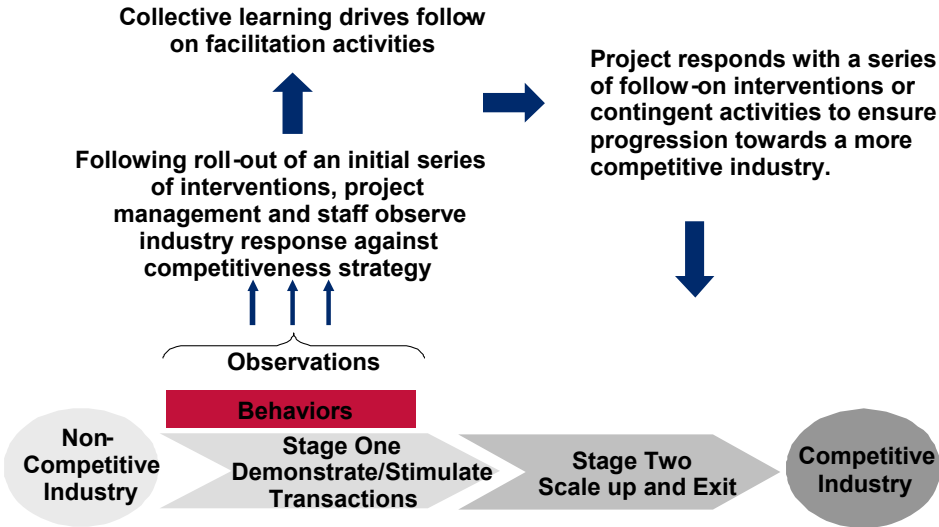 Collective learning drives follow-
on facilitation activities
Project responds with a series
of follow-on interventions or
contingent activities to ensure
progression towards a more
competitive industry.
Following roll-out of an initial series
of interventions, project
management and staff observe
industry response against
competitiveness strategy
Observations
Behaviors
Non-
Competitive
Industry
Stage One
Demonstrate/Stimulate
Transactions
Stage Two
Scale up and Exit
Competitive
Industry